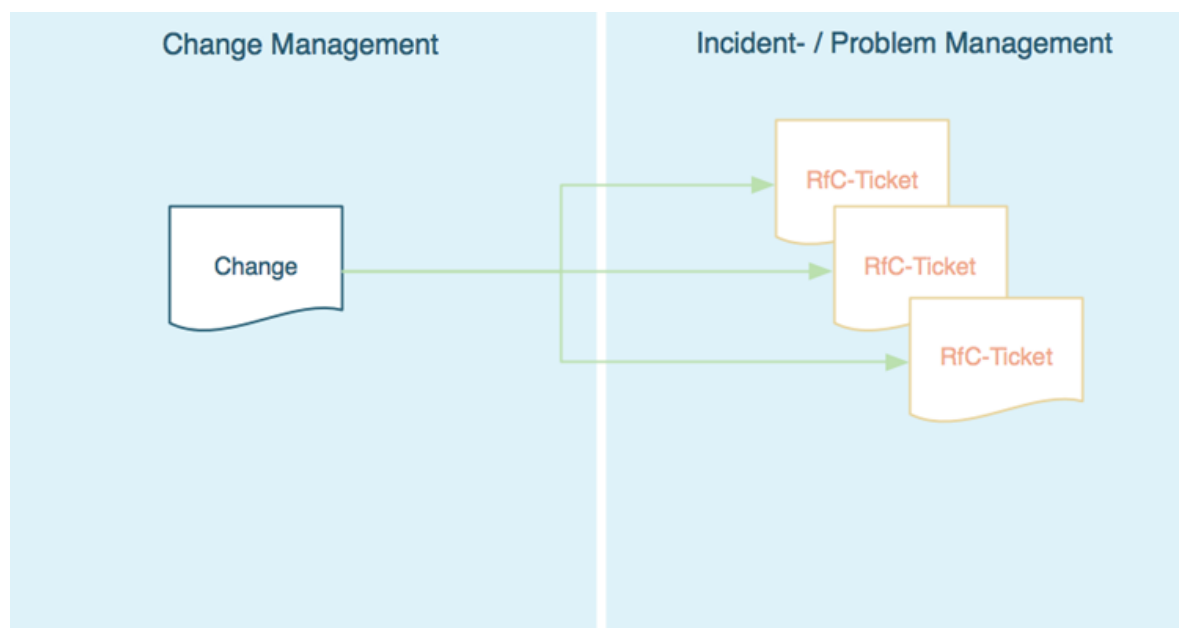 Change Management
Incident- / Problem Management
RfC-Ticket
Change
RfC-Ticket
RfC-Ticket